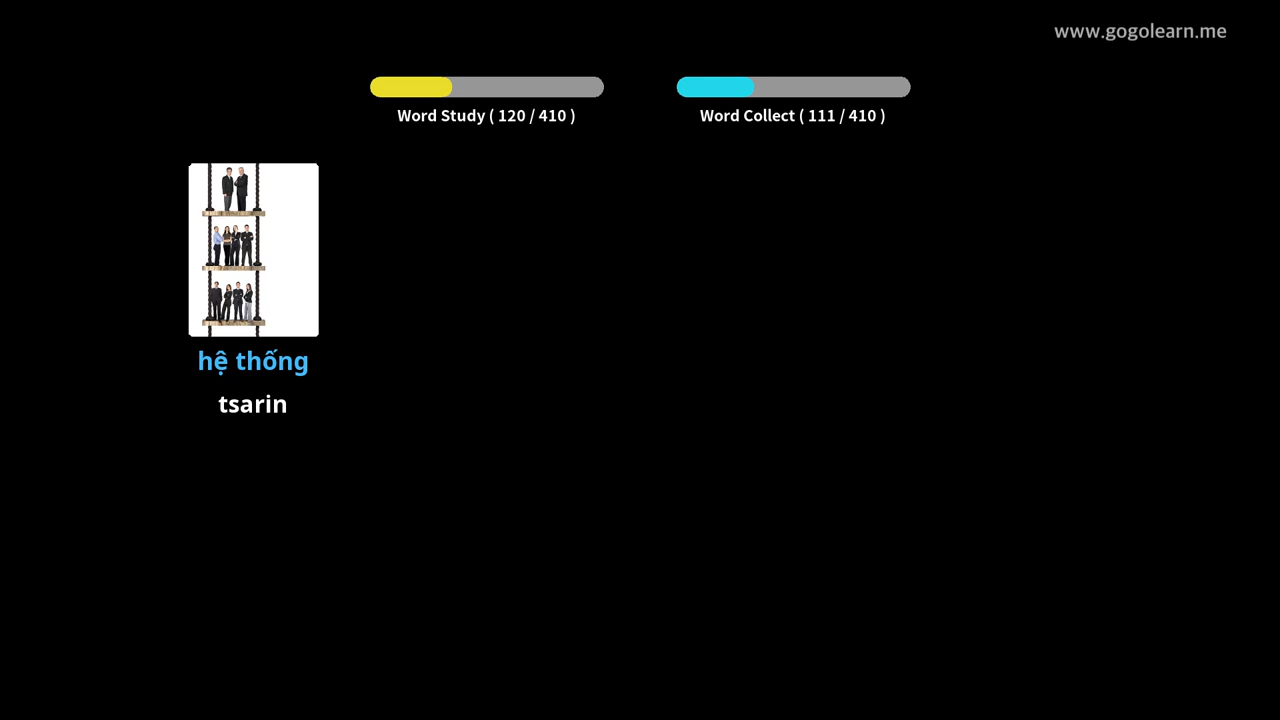 www.gogolearn.me
Word Study ( 120 / 410 )
Word Collect ( 111 / 410 )
hệ thống
tsarin